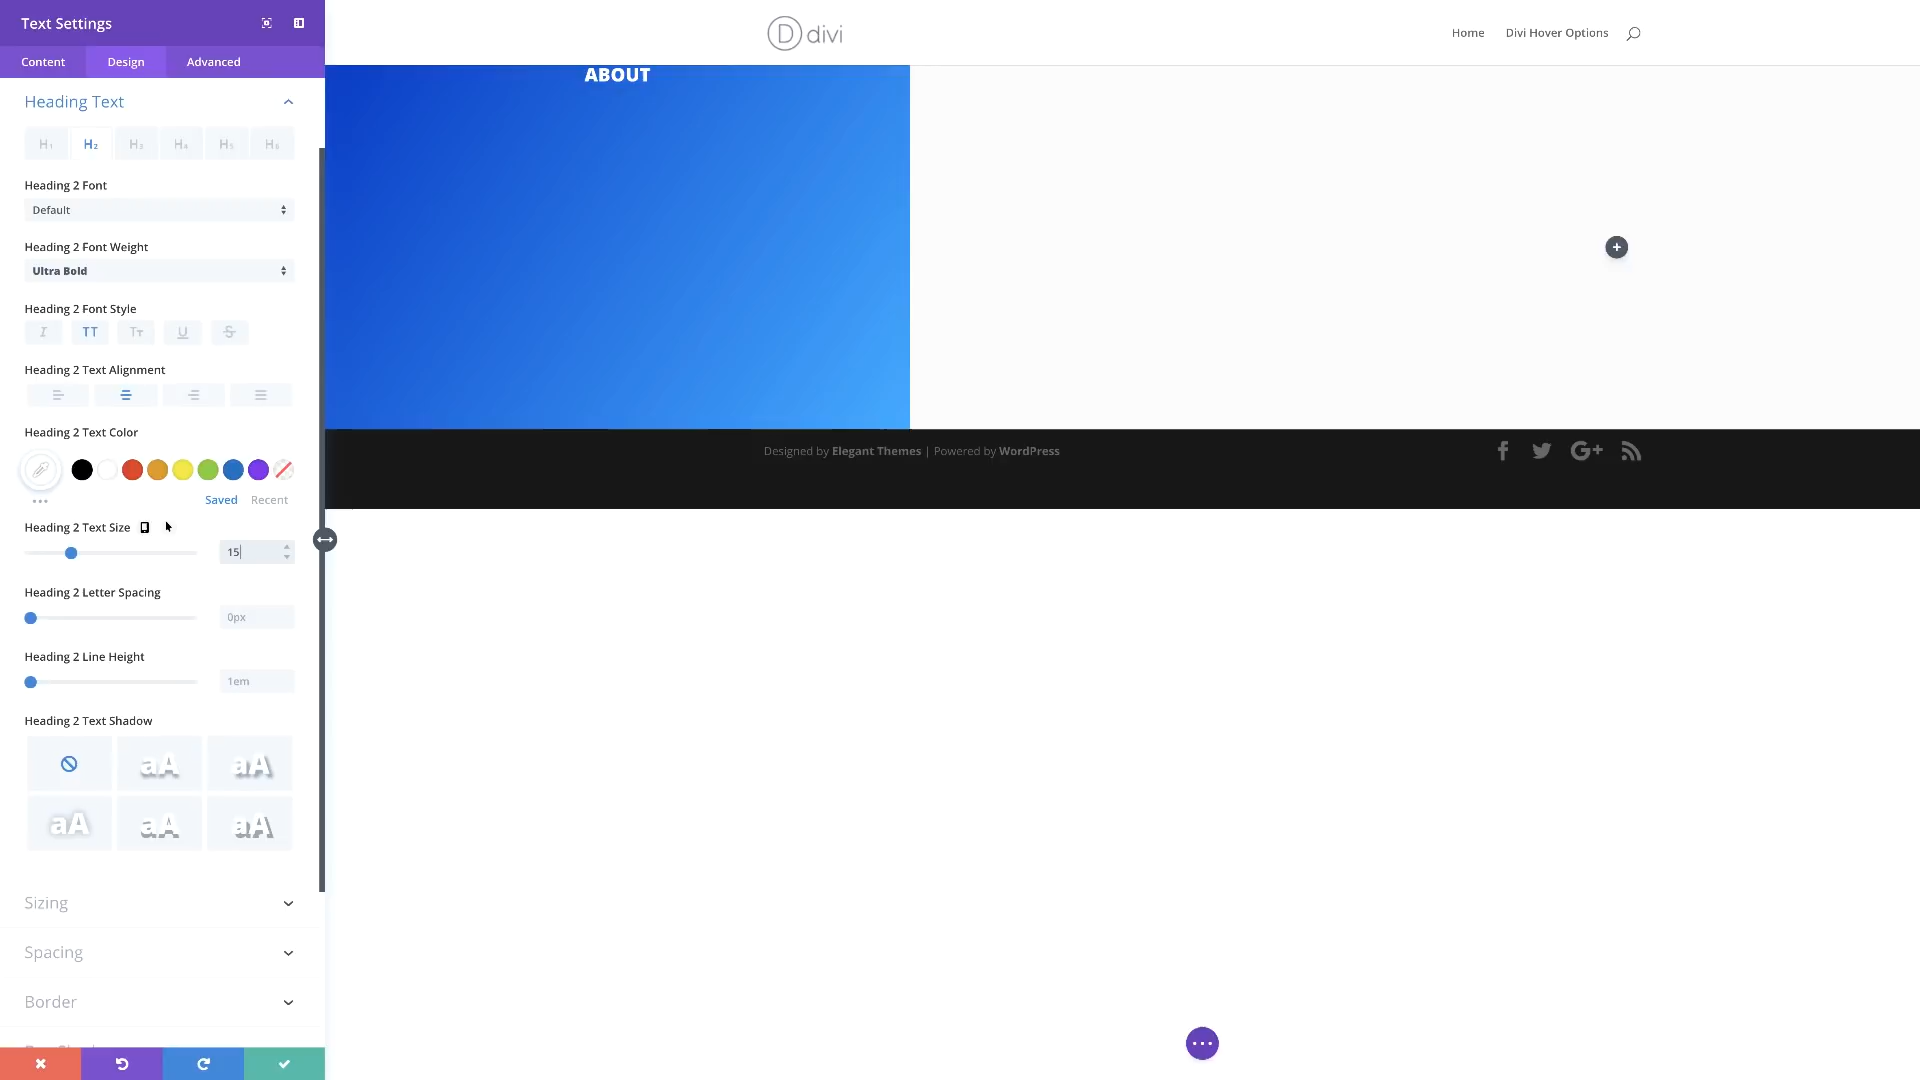 Text Settings
Content
Design
Advanced
Heading Text
H1
H2
H3
H4
H5
H6
Heading 2 Font
Default
Heading 2 Font Weight
Ultra Bold
Heading 2 Font Style
I
TT
Tт
U
S
Heading 2 Text Alignment
Heading 2 Text Color
Saved
Recent
Heading 2 Text Size
15
Heading 2 Letter Spacing
0px
Heading 2 Line Height
1em
Heading 2 Text Shadow
aA
aA
aA
aA
aA
Sizing
Spacing
Border
D divi
Home
Divi Hover Options
ABOUT
Designed by Elegant Themes | Powered by WordPress